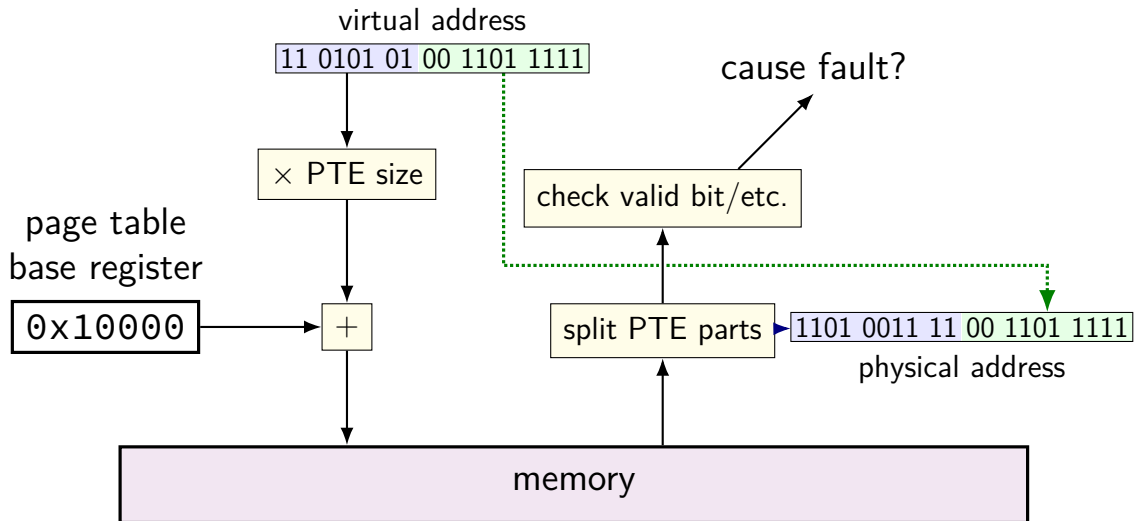 virtual address
11 0101 01 00 1101 1111
cause fault?
× PTE size
check valid bit/etc.
page table
base register
0x10000
+
split PTE parts
1101 0011 11 00 1101 1111
physical address
memory